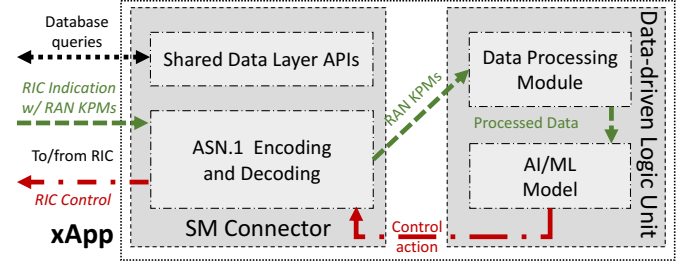 Database
queries
RIC Indication
w/ RAN KPMs
To/from RIC
RIC Control
xApp
Shared Data Layer APIs
ASN.1 Encoding
and Decoding
SM Connector
RAN KPMs
Control
action
Data Processing
Module
Processed Data
AI/ML
Model
Data-driven Logic Unit